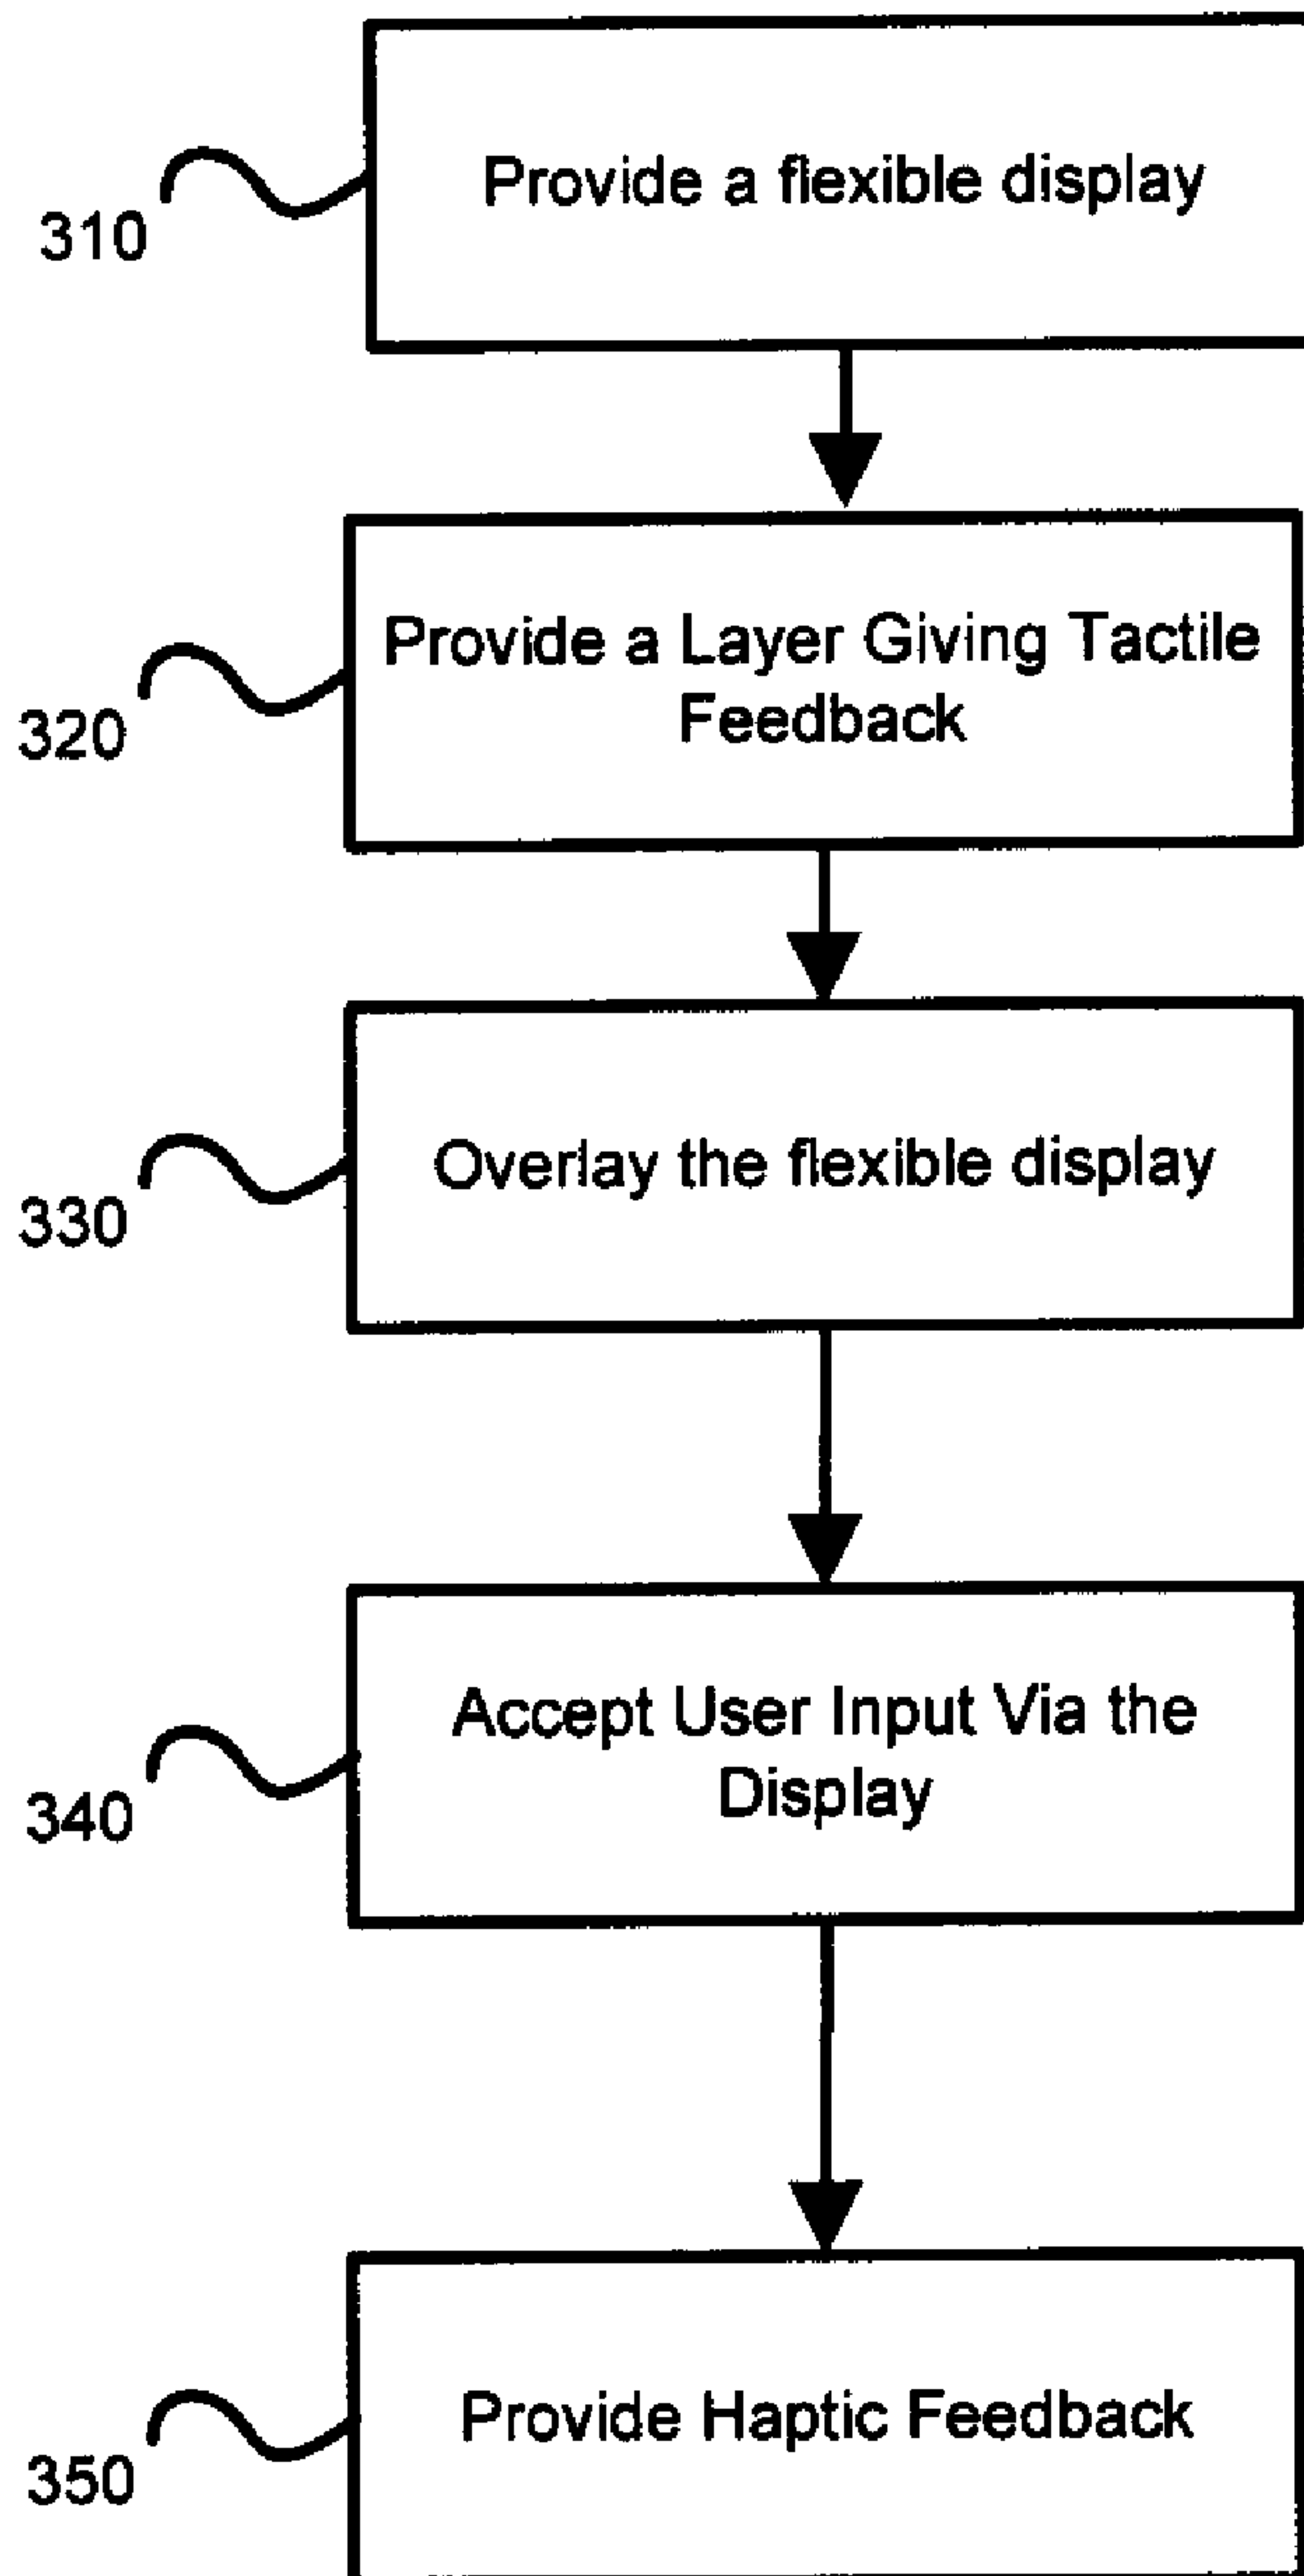 Provide a flexible display
310
Provide a Layer Giving Tactile
Feedback
320
Overlay the flexible display
330
Accept User Input Via the
Display
340
Provide Haptic Feedback
350